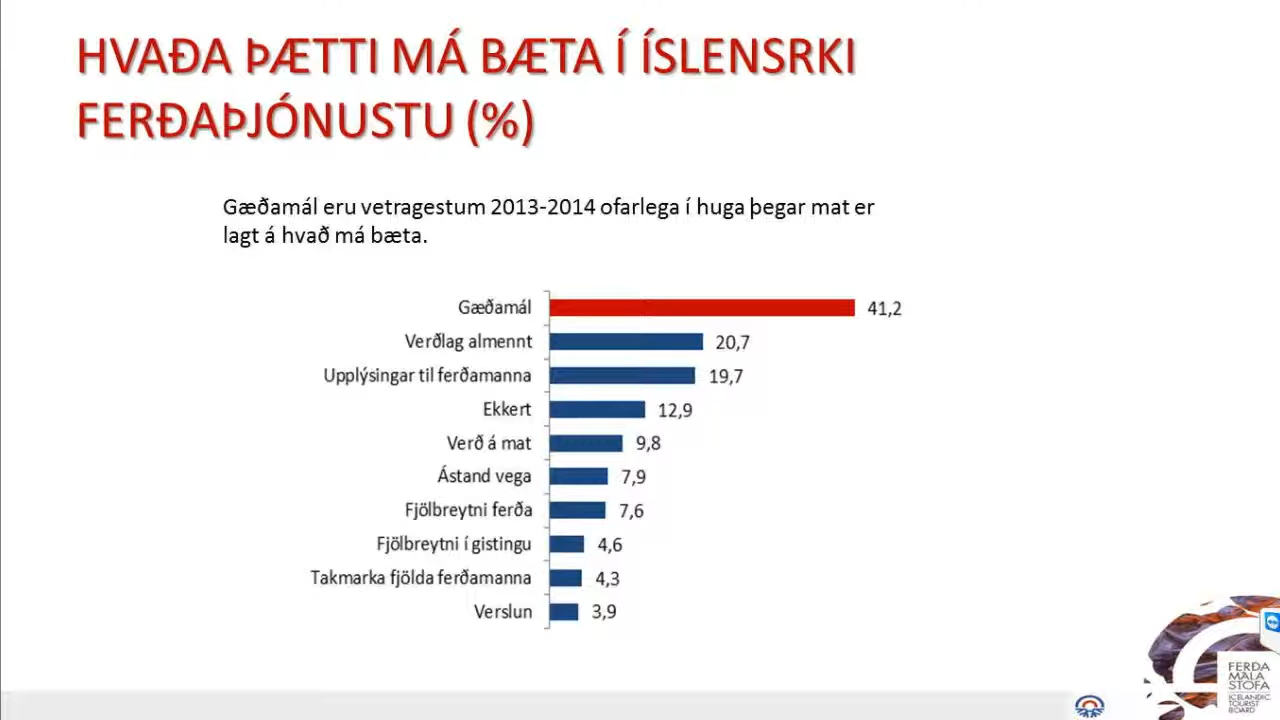 HVAÐA ÞÆTTI MÁ BÆTA Í ÍSLENSRKI
FERÐAÞJÓNUSTU (%)
Gæðamál eru vetragestum 2013-2014 ofarlega í huga þegar mat er
lagt á hvað má bæta.
Gæðamál 41,2
Verðlag almennt 20,7
Upplýsingar til ferðamanna 19,7
Ekkert 12,9
Verð á mat 9,8
Ástand vega 7,9
Fjölbreytni ferða 7,6
Fjölbreytni í gistingu 4,6
Takmarka fjölda ferðamanna 4,3
Verslun 3,9
FERÐA
MÁLA
STOFA
ICELANDIC
TOURIST
BOARD